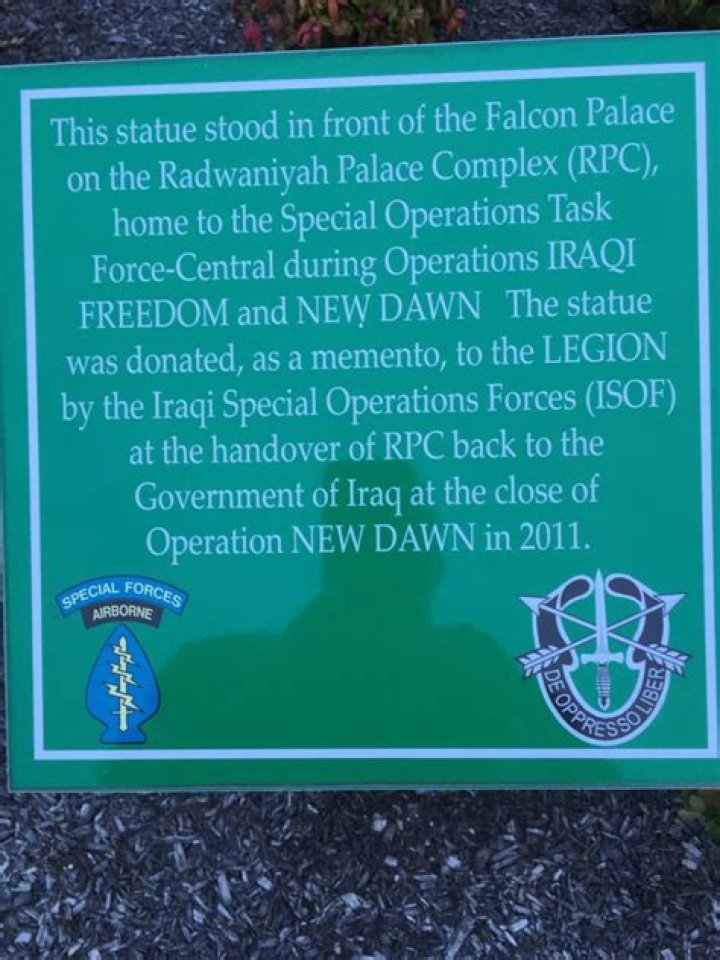 This statue stood in front of the Falcon Palace
on the Radwaniyah Palace Complex (RPC),
home to the Special Operations Task
Force-Central during Operations IRAQI
FREEDOM and NEW DAWN The statue
was donated, as a memento, to the LEGION
by the Iraqi Special Operations Forces (ISOF)
at the handover of RPC back to the
Government of Iraq at the close of
Operation NEW DAWN in 2011.
SPECIAL FORCES
AIRBORNE
DE OPPRESSO LIBER